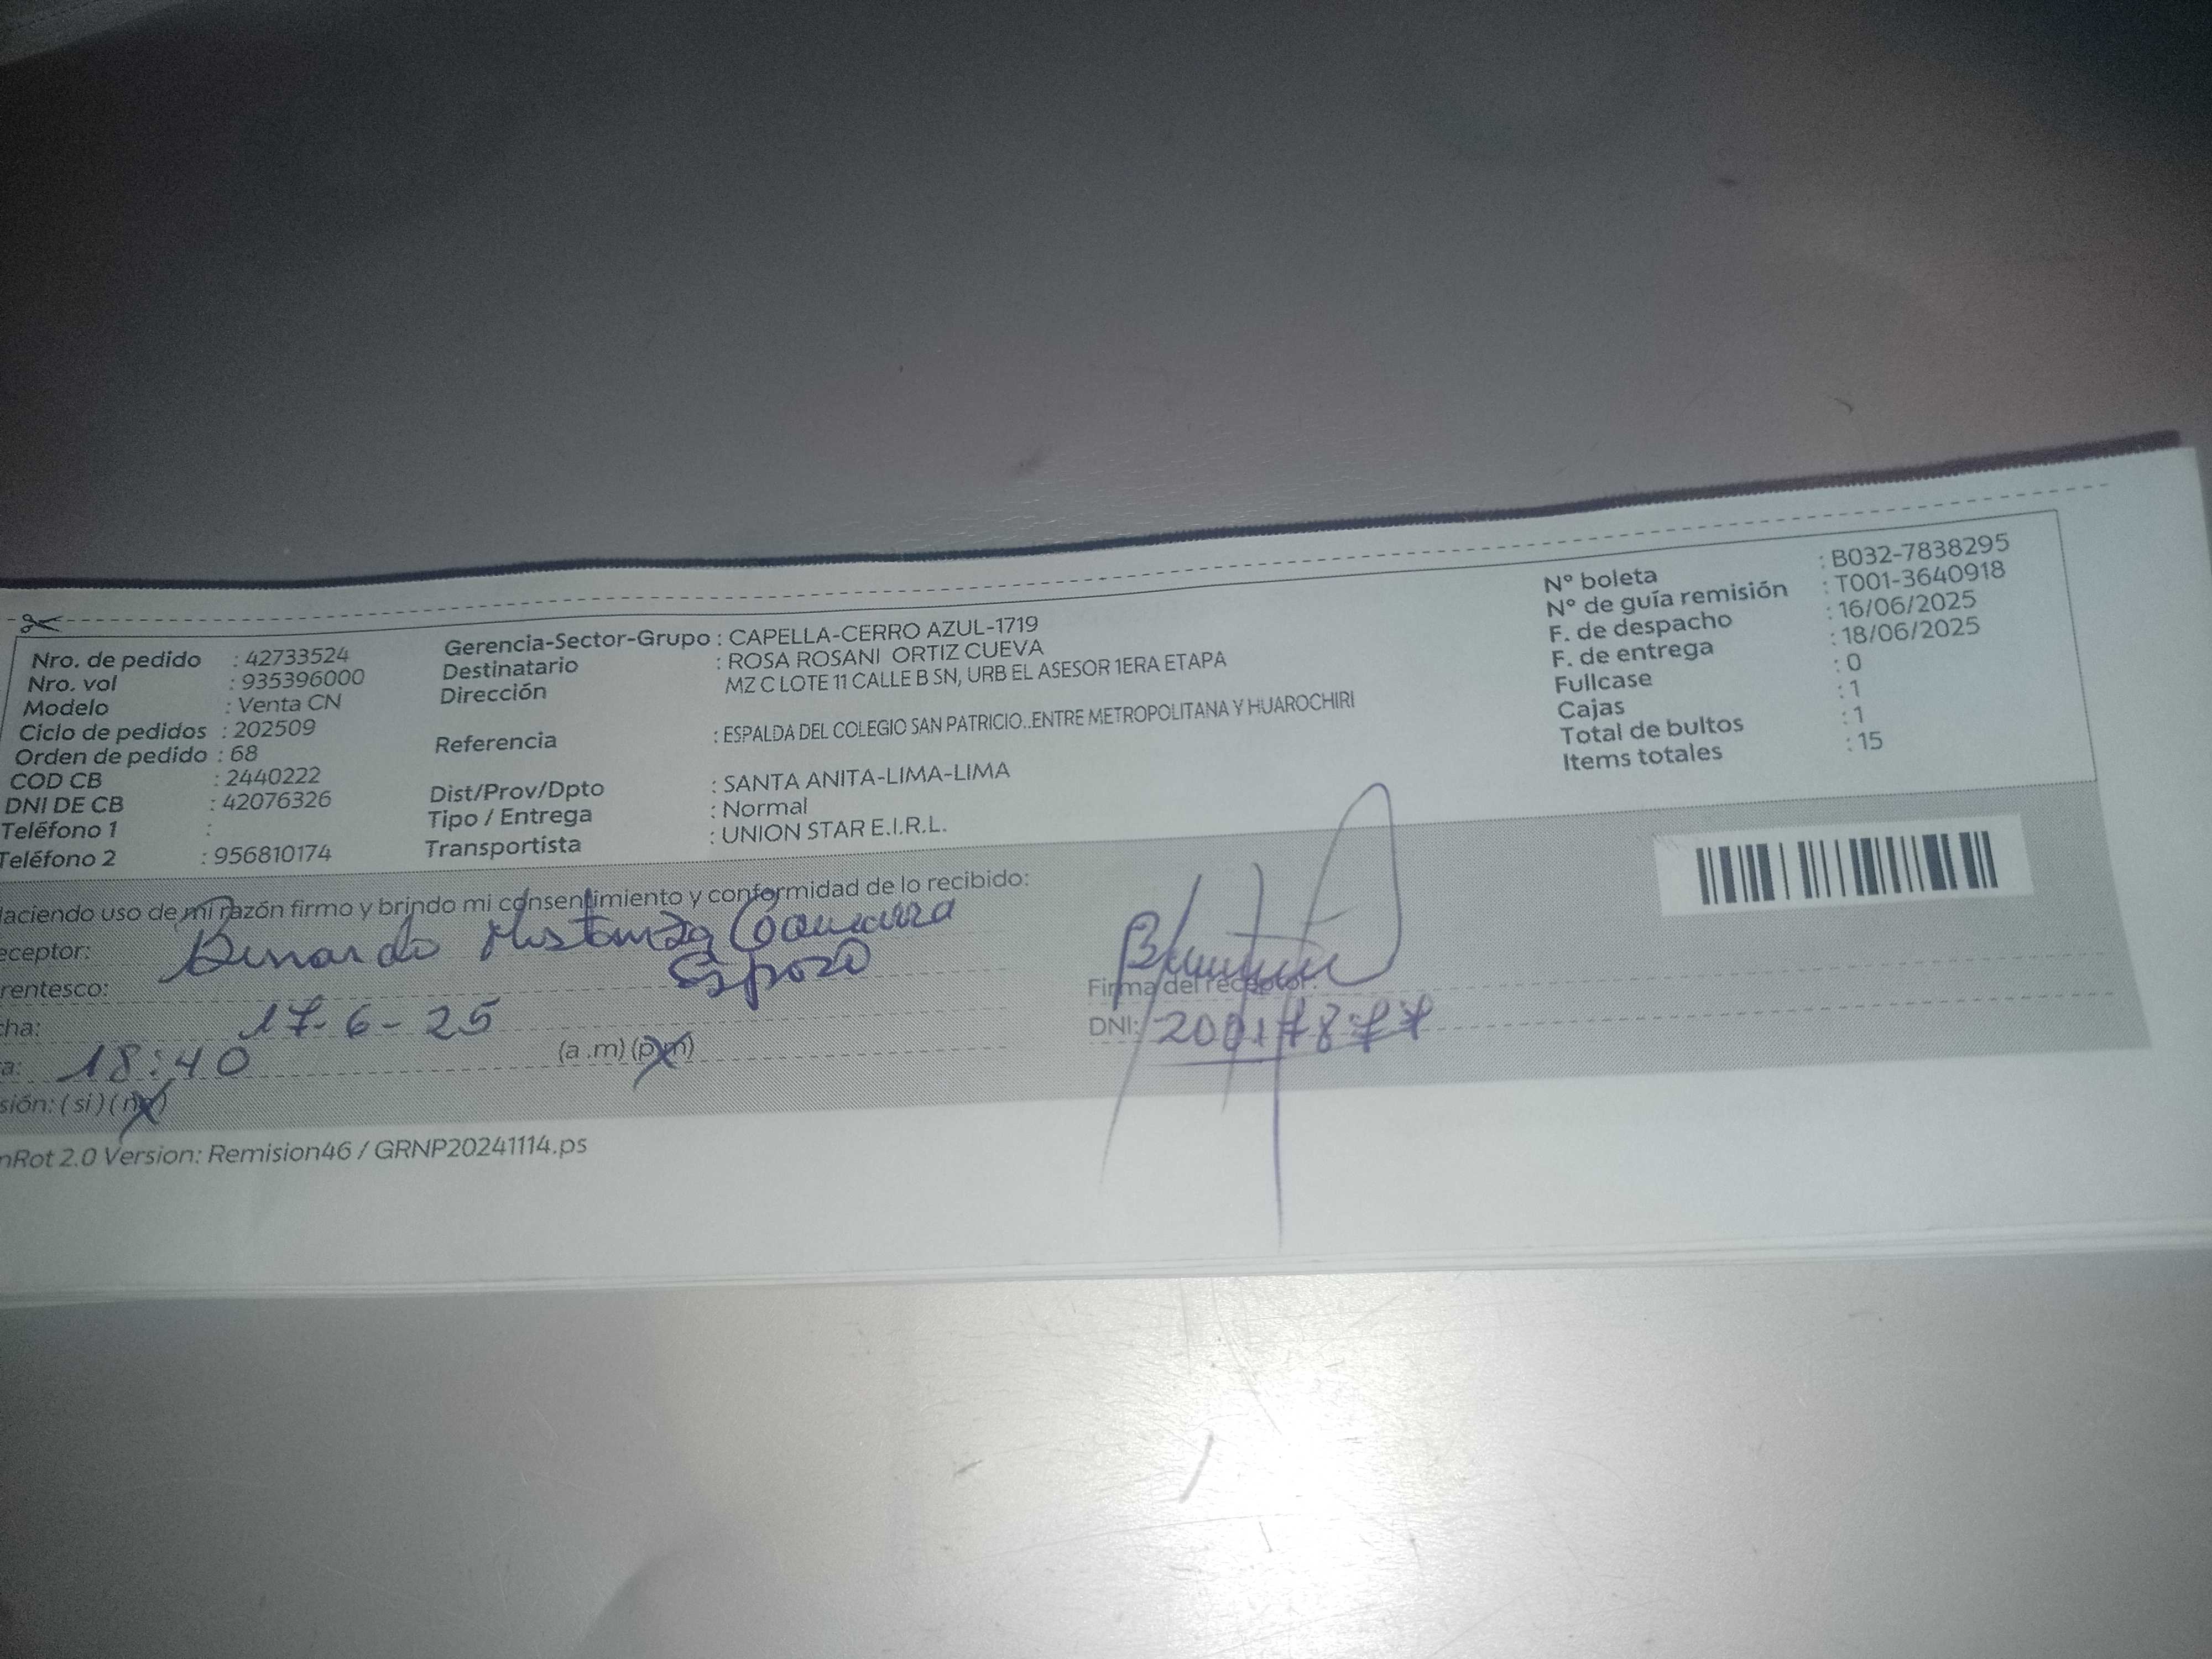 Nro. de pedido : 42733524
Nro. vol : 935396000
Modelo : Venta CN
Ciclo de pedidos : 202509
Orden de pedido : 68
COD CB : 2440222
DNI DE CB : 42076326
Teléfono 1 :
Teléfono 2 : 956810174
Gerencia-Sector-Grupo : CAPELLA-CERRO AZUL-1719
Destinatario : ROSA ROSANI ORTIZ CUEVA
Dirección MZ C LOTE 11 CALLE B SN, URB EL ASESOR 1ERA ETAPA
Referencia : ESPALDA DEL COLEGIO SAN PATRICIO..ENTRE METROPOLITANA Y HUAROCHIRI
Dist/Prov/Dpto : SANTA ANITA-LIMA-LIMA
Tipo / Entrega : Normal
Transportista : UNION STAR E.I.R.L.
N° boleta : B032-7838295
N° de guía remisión : T001-3640918
F. de despacho : 16/06/2025
F. de entrega : 18/06/2025
Fullcase : 0
Cajas : 1
Total de bultos : 1
Items totales : 15
aciendo uso de mi razón firmo y brindo mi consentimiento y conformidad de lo recibido:
eceptor:
rentesco: Esposo
cha: 17-6-25
a: 18:40 (a.m) (p.m)
sión: (si) (no)
Firma del receptor:
DNI:
nRot 2.0 Version: Remision46 / GRNP20241114.ps